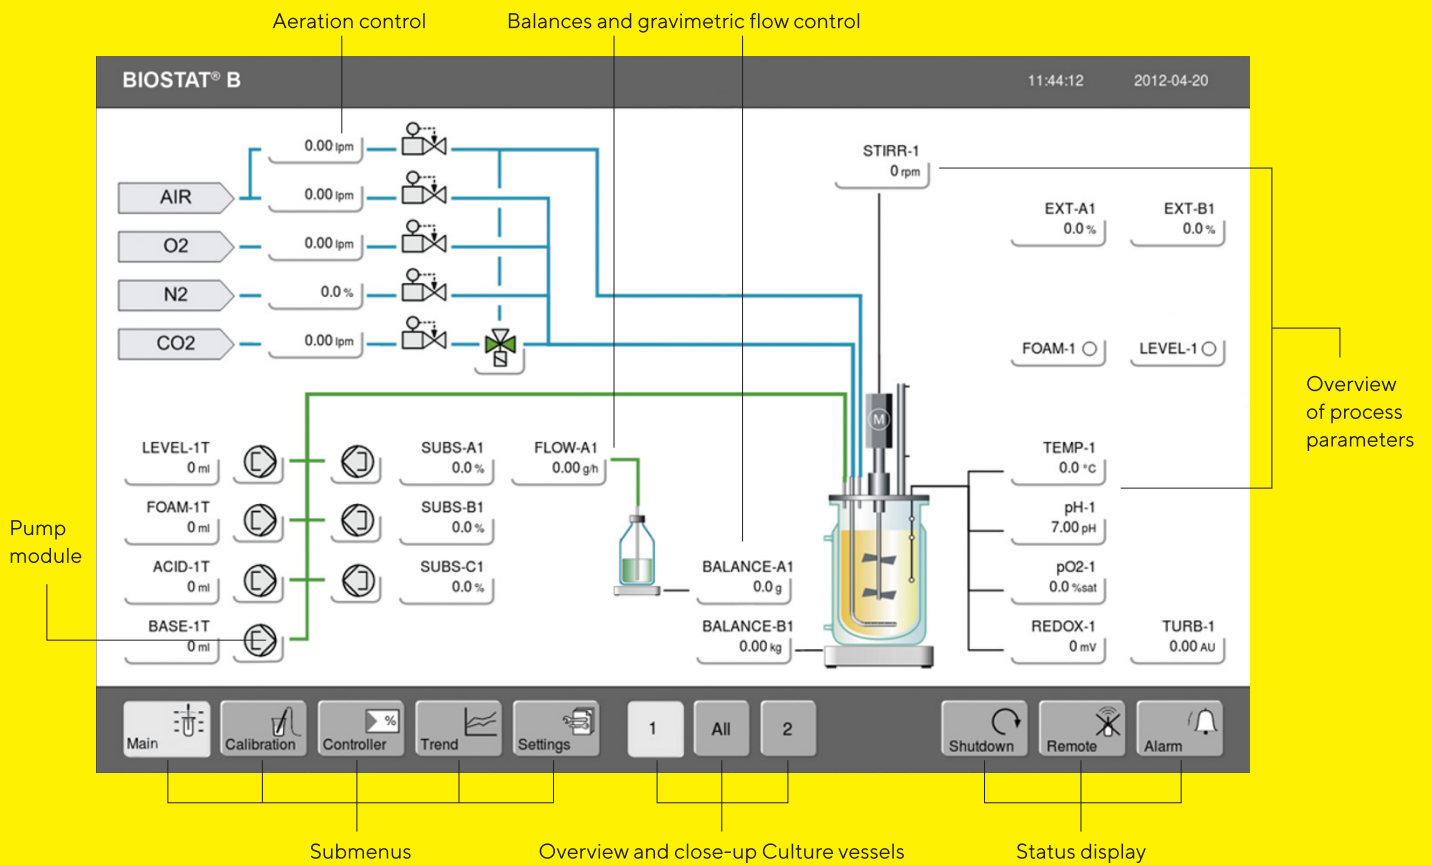 Aeration control
Balances and gravimetric flow control
BIOSTAT® B
11:44:12
2012-04-20
0.00 lpm
AIR
0.00 lpm
O2
0.00 lpm
N2
0.0 %
CO2
0.00 lpm
STIRR-1
0 rpm
EXT-A1
0.0 %
EXT-B1
0.0 %
FOAM-1
LEVEL-1
Overview
of process
parameters
M
LEVEL-1T
0 ml
SUBS-A1
0.0 %
FLOW-A1
0.00 g/h
TEMP-1
0.0 °C
FOAM-1T
0 ml
SUBS-B1
0.0 %
pH-1
7.00 pH
Pump
module
ACID-1T
0 ml
SUBS-C1
0.0 %
BALANCE-A1
0.0 g
pO2-1
0.0 %sat
BASE-1T
0 ml
BALANCE-B1
0.00 kg
REDOX-1
0 mV
TURB-1
0.00 AU
Main
Calibration
%
Controller
Trend
Settings
1
All
2
Shutdown
Remote
Alarm
Submenus
Overview and close-up Culture vessels
Status display